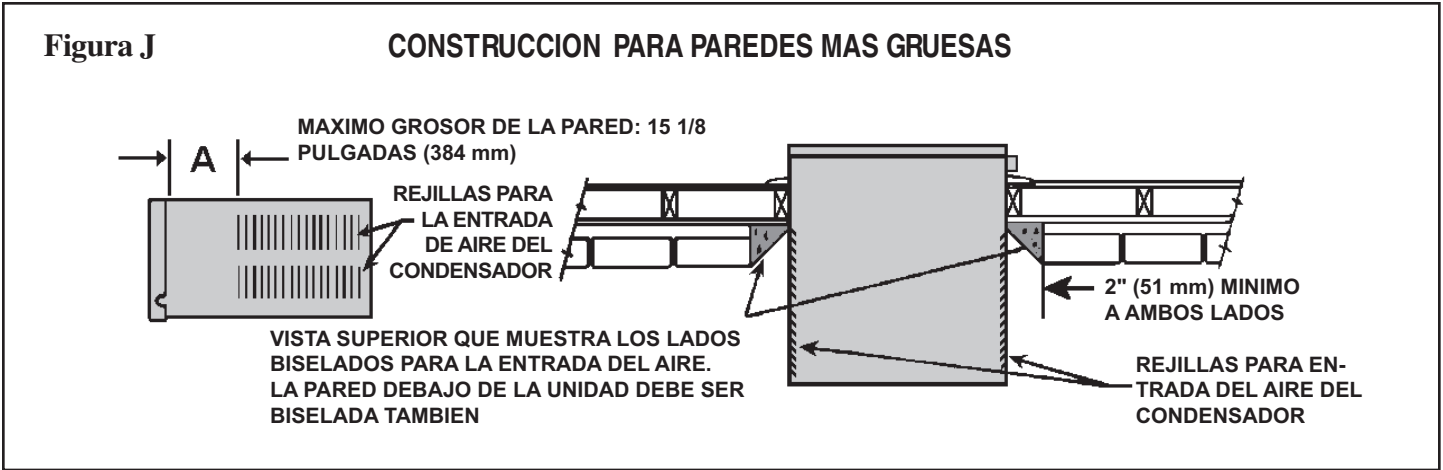 Figura J
CONSTRUCCION PARA PAREDES MAS GRUESAS
MAXIMO GROSOR DE LA PARED: 15 1/8
PULGADAS (384 mm)
A
REJILLAS PARA
LA ENTRADA
DE AIRE DEL
CONDENSADOR
2" (51 mm) MINIMO
A AMBOS LADOS
VISTA SUPERIOR QUE MUESTRA LOS LADOS
BISELADOS PARA LA ENTRADA DEL AIRE.
LA PARED DEBAJO DE LA UNIDAD DEBE SER
BISELADA TAMBIEN
REJILLAS PARA EN-
TRADA DEL AIRE DEL
CONDENSADOR